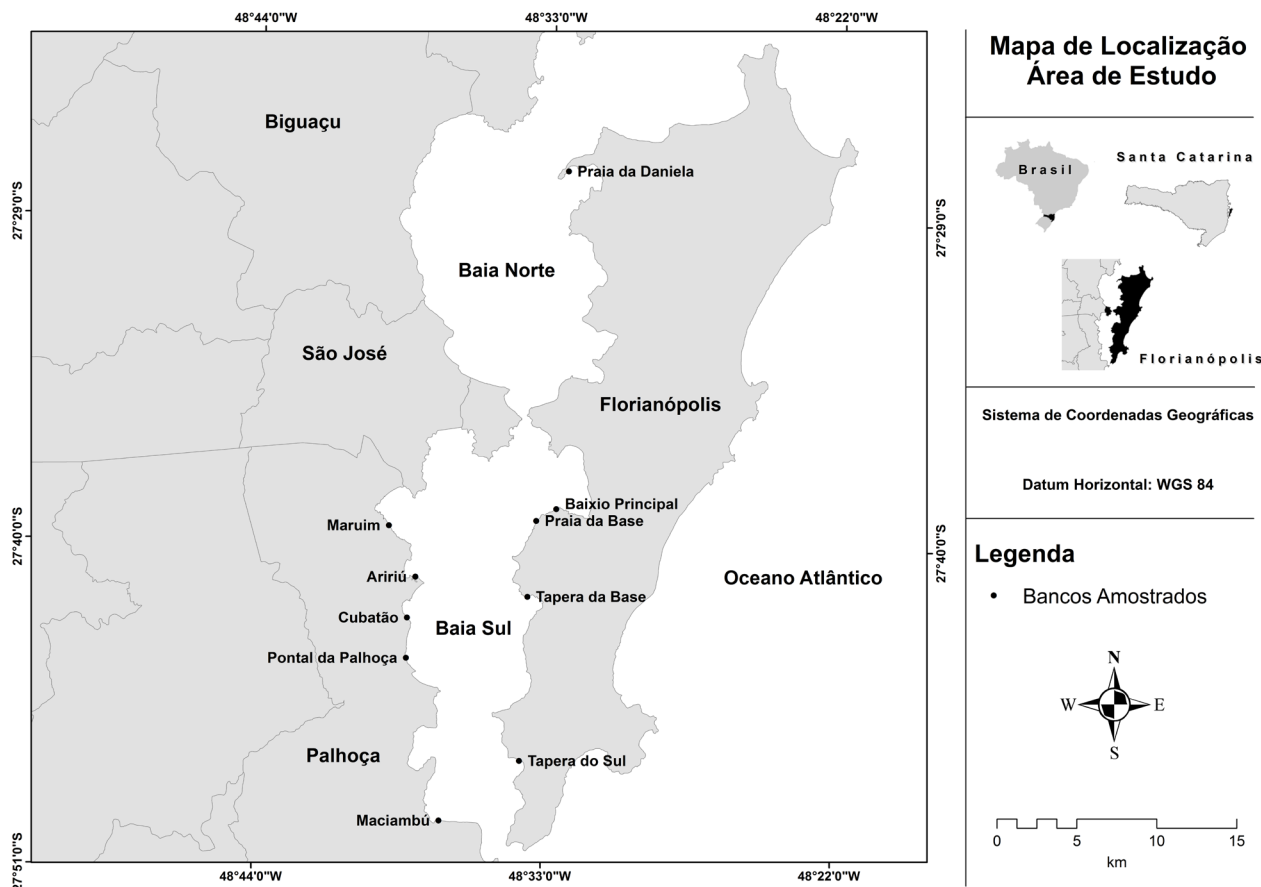 48°44'0"W
48°33'0"W
48°22'0"W
Mapa de Localização
Área de Estudo
Biguaçu
Praia da Daniela
Brasil
Santa Catarina
27°29'0"S
27°29'0"S
Baia Norte
São José
Florianópolis
Florianópolis
Sistema de Coordenadas Geográficas
Datum Horizontal: WGS 84
Baixio Principal
Praia da Base
Maruim
27°40'0"S
27°40'0"S
Aririú
Oceano Atlântico
Legenda
Bancos Amostrados
Tapera da Base
Cubatão
Baia Sul
Pontal da Palhoça
N
W
E
S
Palhoça
Tapera do Sul
Maciambú
27°51'0"S
0 5 10 15
km
48°44'0"W
48°33'0"W
48°22'0"W